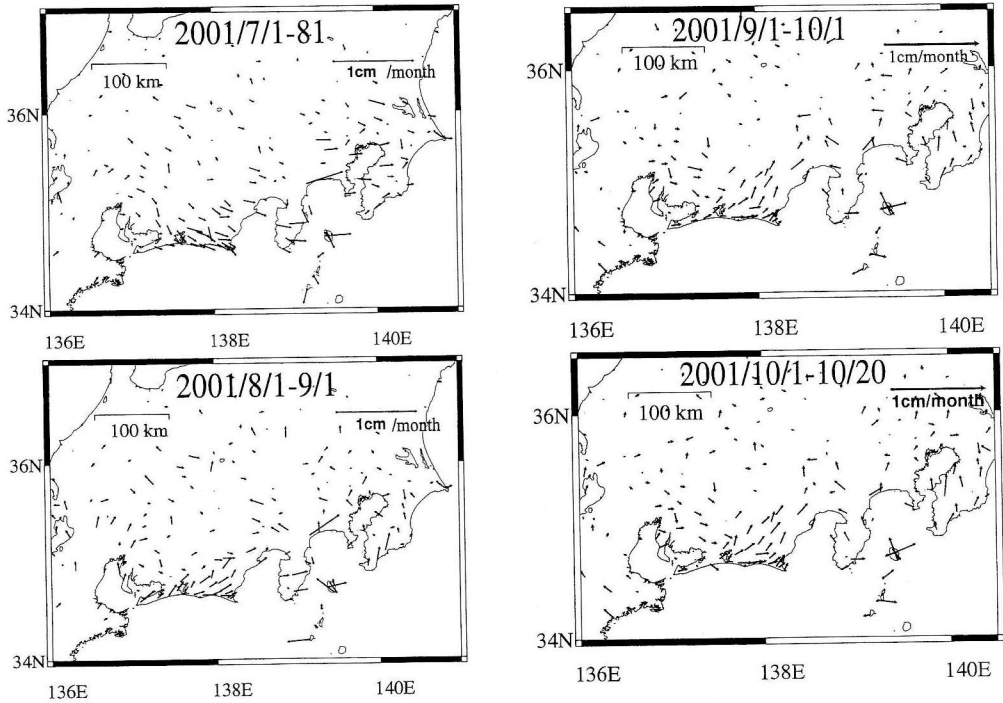 2001/7/1-81
100 km
1cm /month
36N
34N
136E
138E
140E
2001/9/1-10/1
100 km
1cm/month
36N
34N
136E
138E
140E
2001/8/1-9/1
100 km
1cm /month
36N
34N
136E
138E
140E
2001/10/1-10/20
100 km
1cm/month
36N
34N
136E
138E
140E